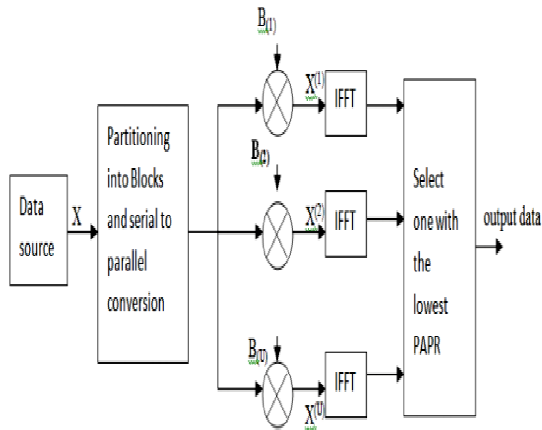 Data
source
X
Partitioning
into Blocks
and serial to
parallel
conversion
B(1)
X(1)
IFFT
B(2)
X(2)
IFFT
B(U)
X(U)
IFFT
Select
one with
the
lowest
PAPR
output data